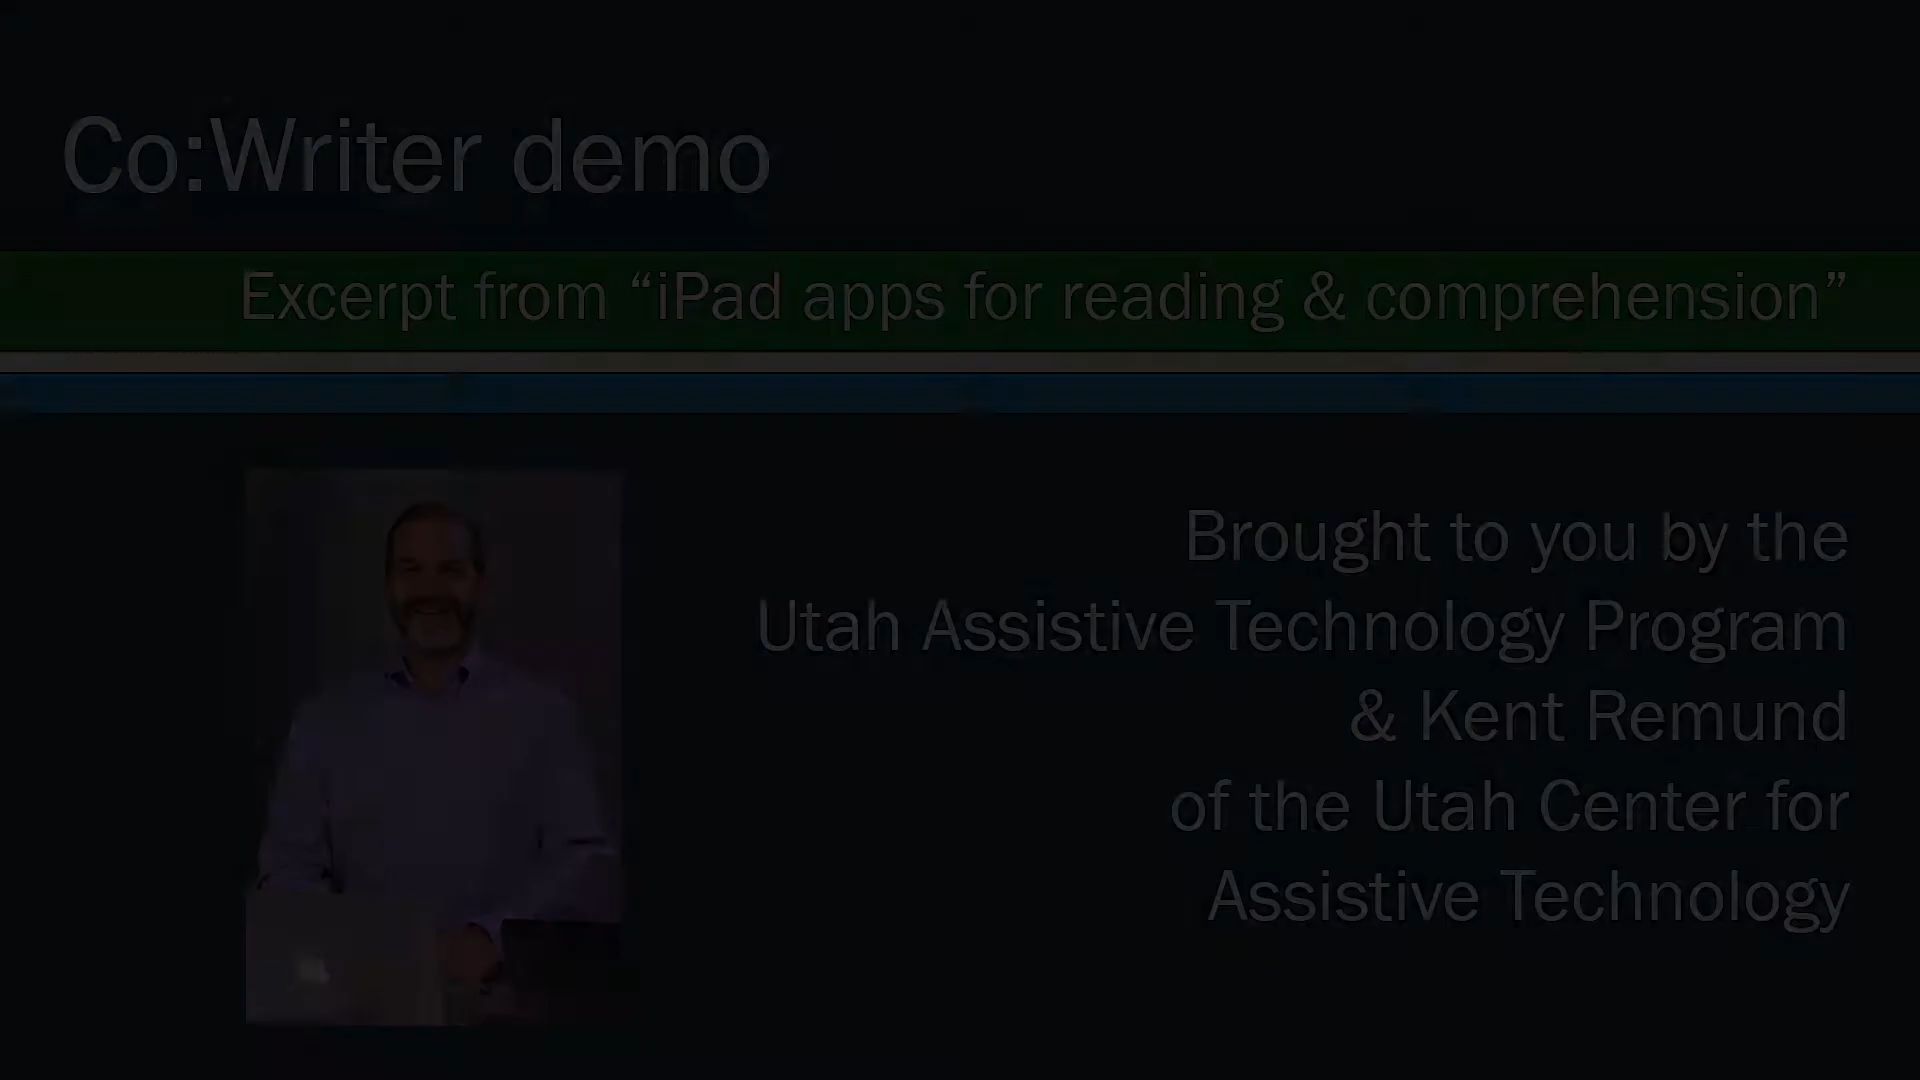 Co:Writer demo
Excerpt from “iPad apps for reading & comprehension”
Brought to you by the
Utah Assistive Technology Program
& Kent Remund
of the Utah Center for
Assistive Technology